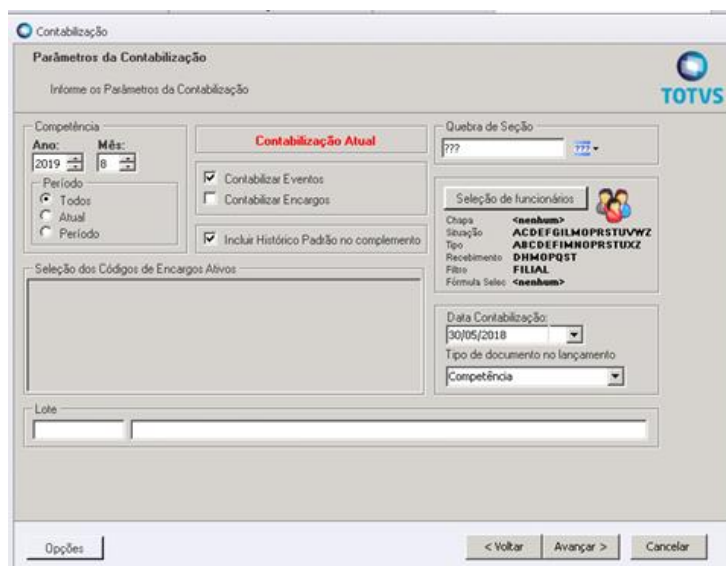 Contabilização
Parâmetros da Contabilização
Informe os Parâmetros da Contabilização
TOTVS
Competência
Ano: Mês:
2019 8
Período
Todos
Atual
Período
Contabilização Atual
Contabilizar Eventos
Contabilizar Encargos
Incluir Histórico Padrão no complemento
Quebra de Seção
???
???
Seleção de funcionários
Chapa <nenhum>
Situação ACDEFGILMOPRSTUVWZ
Tipo ABCDEFIMNOPRSTUXZ
Recebimento DHMOPQST
Filtro FILIAL
Fórmula Selec <nenhum>
Seleção dos Códigos de Encargos Ativos
Data Contabilização:
30/05/2018
Tipo de documento no lançamento
Competência
Lote
Opções
< Voltar Avançar > Cancelar